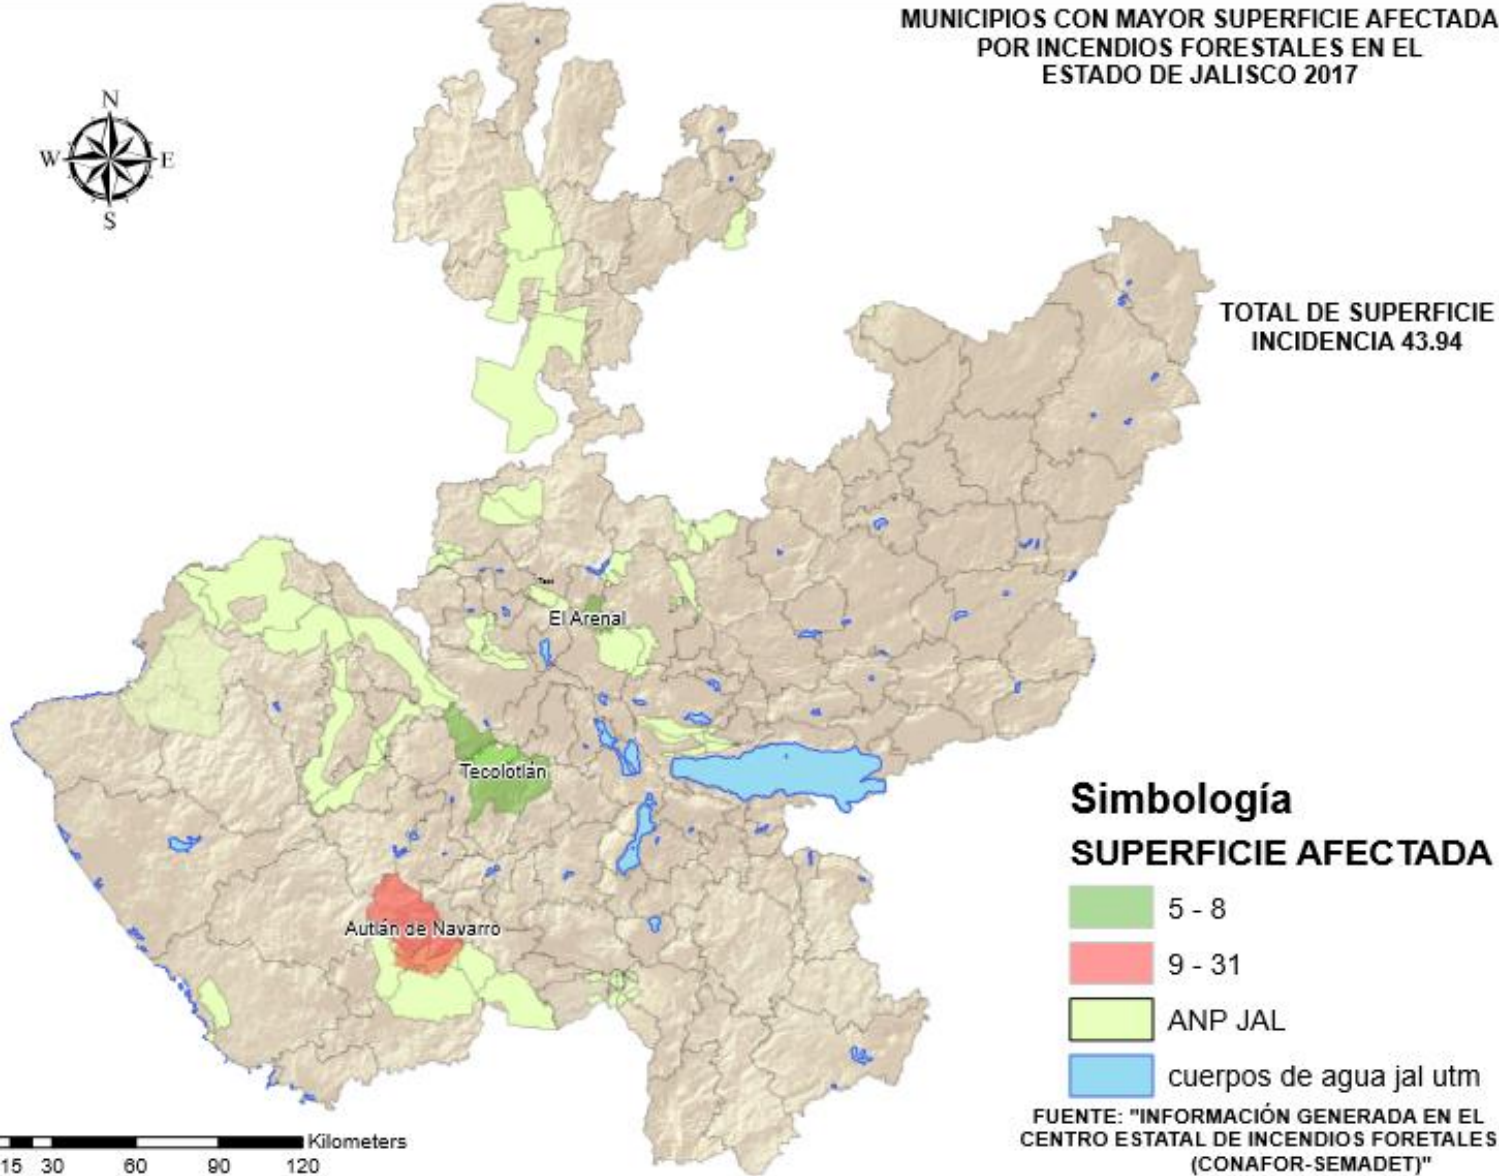 MUNICIPIOS CON MAYOR SUPERFICIE AFECTADA
POR INCENDIOS FORESTALES EN EL
ESTADO DE JALISCO 2017
N
W
E
S
TOTAL DE SUPERFICIE
INCIDENCIA 43.94
El Arenal
Tecolotlán
Autlán de Navarro
Simbología
SUPERFICIE AFECTADA
5 - 8
9 - 31
ANP JAL
cuerpos de agua jal utm
FUENTE: "INFORMACIÓN GENERADA EN EL
CENTRO ESTATAL DE INCENDIOS FORETALES
(CONAFOR-SEMADET)"
Kilometers
15 30 60 90 120